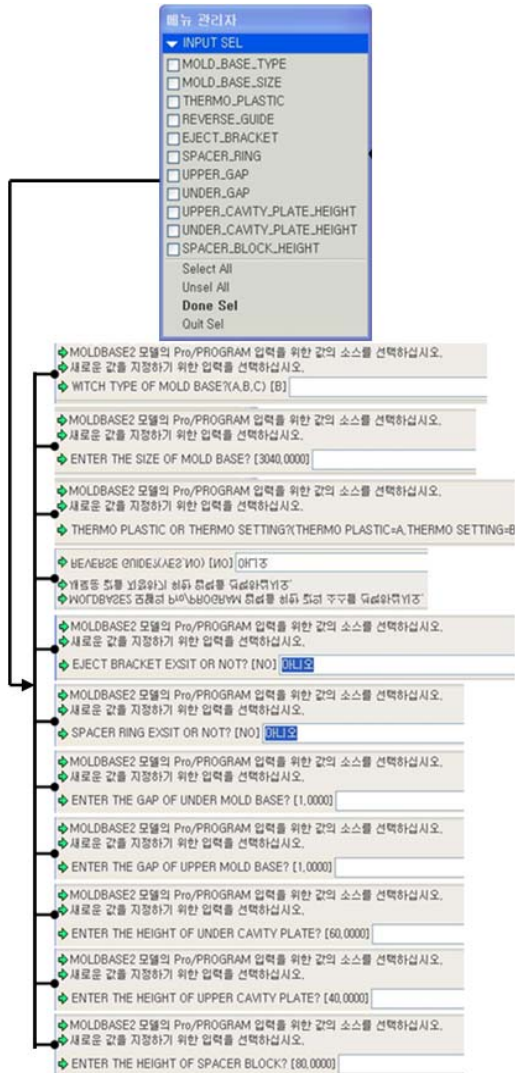 메뉴 관리자
INPUT SEL
MOLD_BASE_TYPE
MOLD_BASE_SIZE
THERMO_PLASTIC
REVERSE_GUIDE
EJECT_BRACKET
SPACER_RING
UPPER_GAP
UNDER_GAP
UPPER_CAVITY_PLATE_HEIGHT
UNDER_CAVITY_PLATE_HEIGHT
SPACER_BLOCK_HEIGHT
Select All
Unsel All
Done Sel
Quit Sel
MOLDBASE2 모델의 Pro/PROGRAM 입력을 위한 값의 소스를 선택하십시오.
새로운 값을 지정하기 위한 입력을 선택하십시오.
WITCH TYPE OF MOLD BASE?(A,B,C) [B]
MOLDBASE2 모델의 Pro/PROGRAM 입력을 위한 값의 소스를 선택하십시오.
새로운 값을 지정하기 위한 입력을 선택하십시오.
ENTER THE SIZE OF MOLD BASE? [3040,0000]
MOLDBASE2 모델의 Pro/PROGRAM 입력을 위한 값의 소스를 선택하십시오.
새로운 값을 지정하기 위한 입력을 선택하십시오.
THERMO PLASTIC OR THERMO SETTING?(THERMO PLASTIC=A,THERMO SETTING=B
REVERSE GUIDE?(YES,NO) [NO] 아니오
새로운 값을 지정하기 위한 입력을 선택하십시오.
MOLDBASE2 모델의 Pro/PROGRAM 입력을 위한 값의 소스를 선택하십시오.
MOLDBASE2 모델의 Pro/PROGRAM 입력을 위한 값의 소스를 선택하십시오.
새로운 값을 지정하기 위한 입력을 선택하십시오.
EJECT BRACKET EXSIT OR NOT? [NO] 아니오
MOLDBASE2 모델의 Pro/PROGRAM 입력을 위한 값의 소스를 선택하십시오.
새로운 값을 지정하기 위한 입력을 선택하십시오.
SPACER RING EXSIT OR NOT? [NO] 아니오
MOLDBASE2 모델의 Pro/PROGRAM 입력을 위한 값의 소스를 선택하십시오.
새로운 값을 지정하기 위한 입력을 선택하십시오.
ENTER THE GAP OF UNDER MOLD BASE? [1,0000]
MOLDBASE2 모델의 Pro/PROGRAM 입력을 위한 값의 소스를 선택하십시오.
새로운 값을 지정하기 위한 입력을 선택하십시오.
ENTER THE GAP OF UPPER MOLD BASE? [1,0000]
MOLDBASE2 모델의 Pro/PROGRAM 입력을 위한 값의 소스를 선택하십시오.
새로운 값을 지정하기 위한 입력을 선택하십시오.
ENTER THE HEIGHT OF UNDER CAVITY PLATE? [60,0000]
MOLDBASE2 모델의 Pro/PROGRAM 입력을 위한 값의 소스를 선택하십시오.
새로운 값을 지정하기 위한 입력을 선택하십시오.
ENTER THE HEIGHT OF UPPER CAVITY PLATE? [40,0000]
MOLDBASE2 모델의 Pro/PROGRAM 입력을 위한 값의 소스를 선택하십시오.
새로운 값을 지정하기 위한 입력을 선택하십시오.
ENTER THE HEIGHT OF SPACER BLOCK? [80,0000]